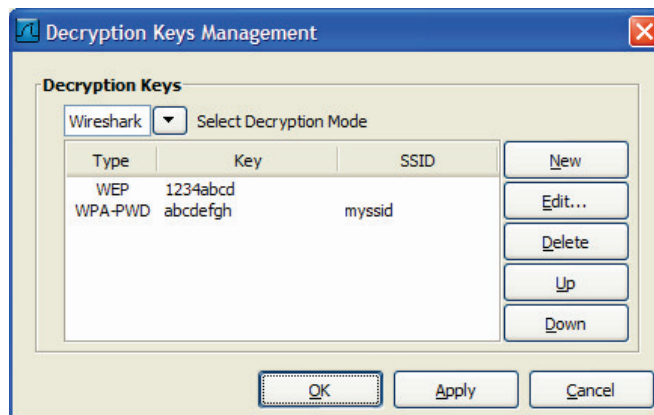 Decryption Keys Management
Decryption Keys
Wireshark Select Decryption Mode
Type Key SSID
WEP 1234abcd
WPA-PWD abcdefgh myssid
New
Edit...
Delete
Up
Down
OK Apply Cancel